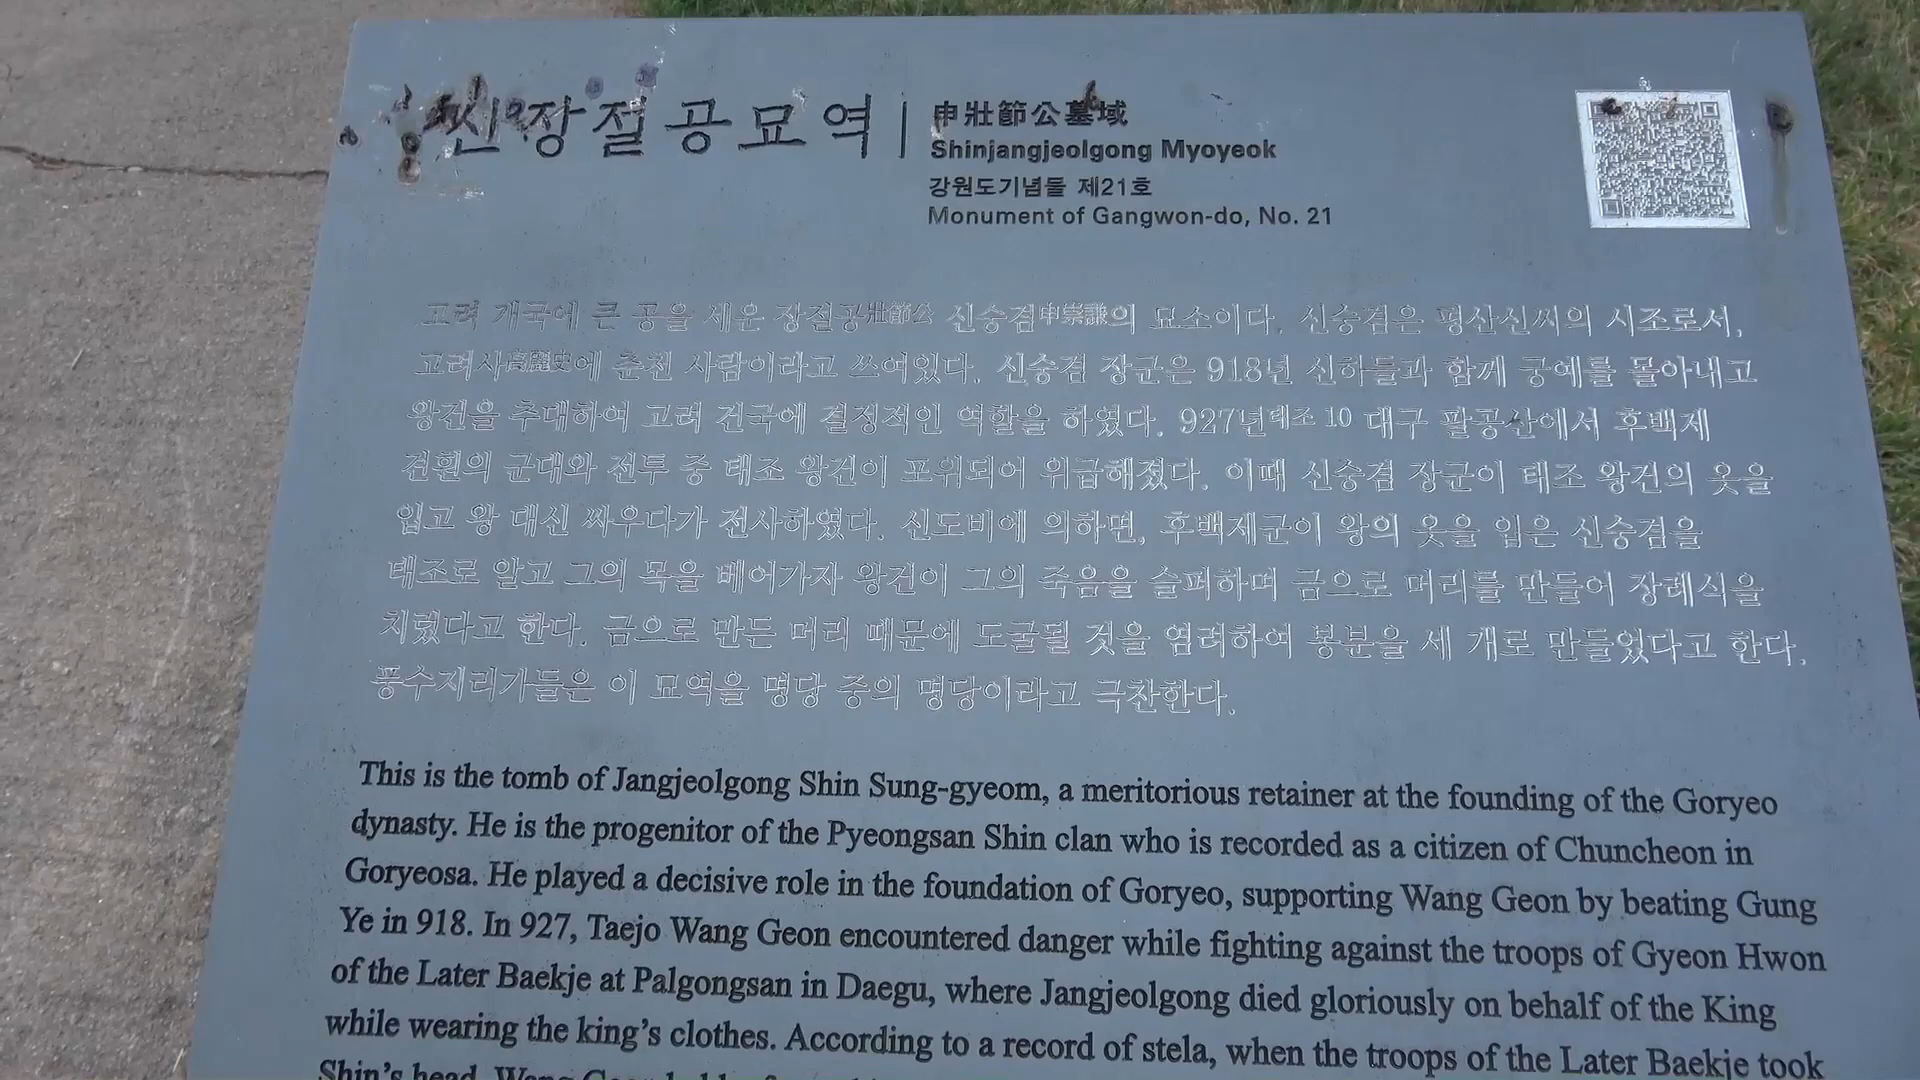 신장절공묘역
申壯節公墓域
Shinjangjeolgong Myoyeok
강원도기념물 제21호
Monument of Gangwon-do, No. 21
고려 개국에 큰 공을 세운 장절공壯節公 신숭겸申崇謙의 묘소이다. 신숭겸은 평산신씨의 시조로서,
고려사高麗史에 춘천 사람이라고 쓰여있다. 신숭겸 장군은 918년 신하들과 함께 궁예를 몰아내고
왕건을 추대하여 고려 건국에 결정적인 역할을 하였다. 927년태조 10 대구 팔공산에서 후백제
견훤의 군대와 전투 중 태조 왕건이 포위되어 위급해졌다. 이때 신숭겸 장군이 태조 왕건의 옷을
입고 왕 대신 싸우다가 전사하였다. 신도비에 의하면, 후백제군이 왕의 옷을 입은 신숭겸을
태조로 알고 그의 목을 베어가자 왕건이 그의 죽음을 슬퍼하며 금으로 머리를 만들어 장례식을
치렀다고 한다. 금으로 만든 머리 때문에 도굴될 것을 염려하여 봉분을 세 개로 만들었다고 한다.
풍수지리가들은 이 묘역을 명당 중의 명당이라고 극찬한다.
This is the tomb of Jangjeolgong Shin Sung-gyeom, a meritorious retainer at the founding of the Goryeo
dynasty. He is the progenitor of the Pyeongsan Shin clan who is recorded as a citizen of Chuncheon in
Goryeosa. He played a decisive role in the foundation of Goryeo, supporting Wang Geon by beating Gung
Ye in 918. In 927, Taejo Wang Geon encountered danger while fighting against the troops of Gyeon Hwon
of the Later Baekje at Palgongsan in Daegu, where Jangjeolgong died gloriously on behalf of the King
while wearing the king's clothes. According to a record of stela, when the troops of the Later Baekje took
Shin's head, Wang